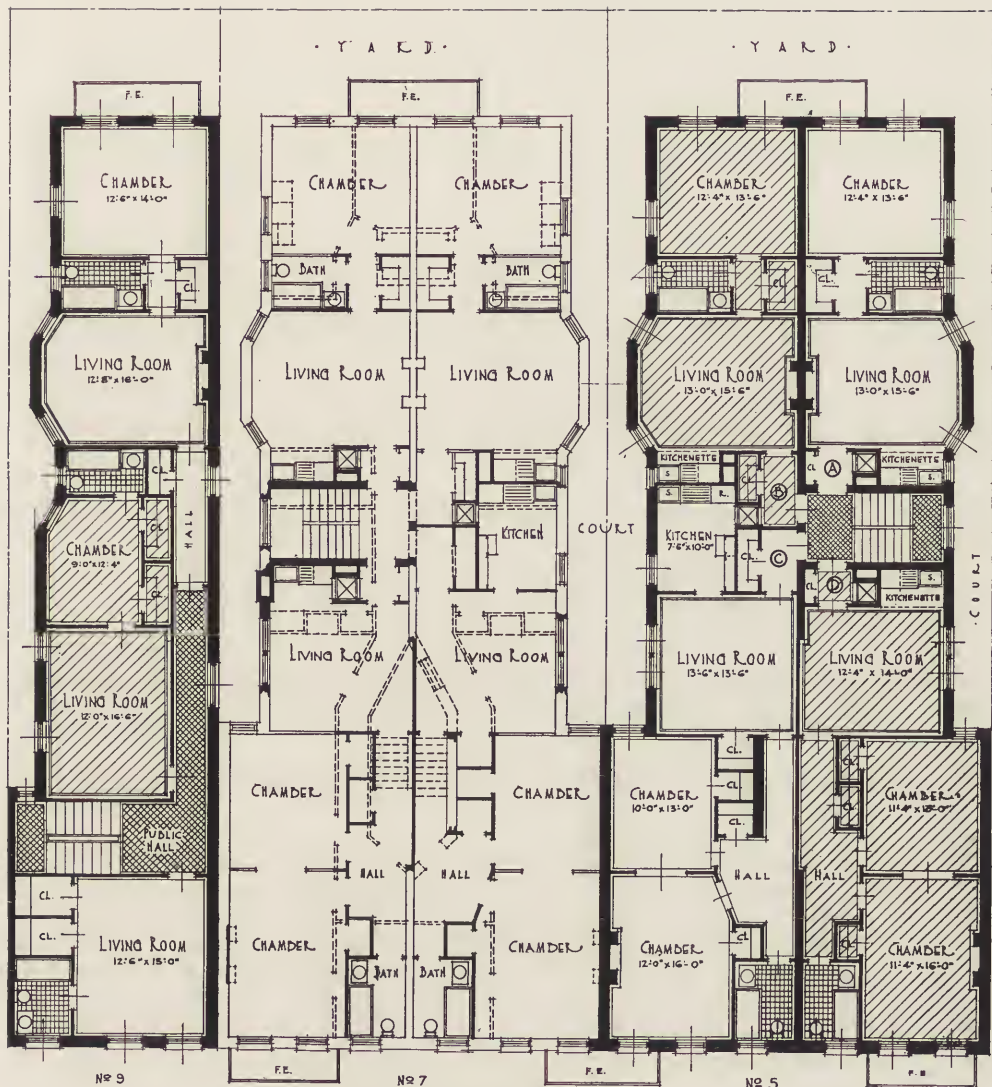 · Y A R D ·
· Y A R D ·
F.E.
F.E.
F.E.
CHAMBER
12'-6" x 14'-0"
CHAMBER
CHAMBER
CHAMBER
12'-4" x 13'-6"
CHAMBER
12'-4" x 13'-6"
CL.
BATH
BATH
CL.
CL.
LIVING ROOM
12'-8" x 16'-0"
LIVING ROOM
LIVING ROOM
LIVING ROOM
13'-0" x 15'-6"
LIVING ROOM
13'-0" x 15'-6"
CL.
KITCHENETTE
S.
CL.
B
CL.
A
KITCHENETTE
S.
S.
R.
HALL
CL.
CL.
CHAMBER
9'-0" x 12'-4"
KITCHEN
COURT
KITCHEN
7'-6" x 10'-0"
CL.
C
CL.
D
S.
KITCHENETTE
· COURT ·
LIVING ROOM
12'-0" x 16'-6"
LIVING ROOM
LIVING ROOM
LIVING ROOM
13'-6" x 13'-6"
LIVING ROOM
12'-4" x 14'-0"
PUBLIC
HALL
CHAMBER
CHAMBER
CHAMBER
10'-0" x 13'-0"
CL.
CL.
CL.
CL.
CL.
CHAMBER
11'-4" x 13'-0"
HALL
HALL
HALL
HALL
CL.
CL.
LIVING ROOM
12'-6" x 15'-0"
CHAMBER
BATH
BATH
CHAMBER
CHAMBER
12'-0" x 16'-0"
CL.
CL.
CHAMBER
11'-4" x 16'-0"
Nº 9
F.E.
Nº 7
F.E.
Nº 5
F.E.